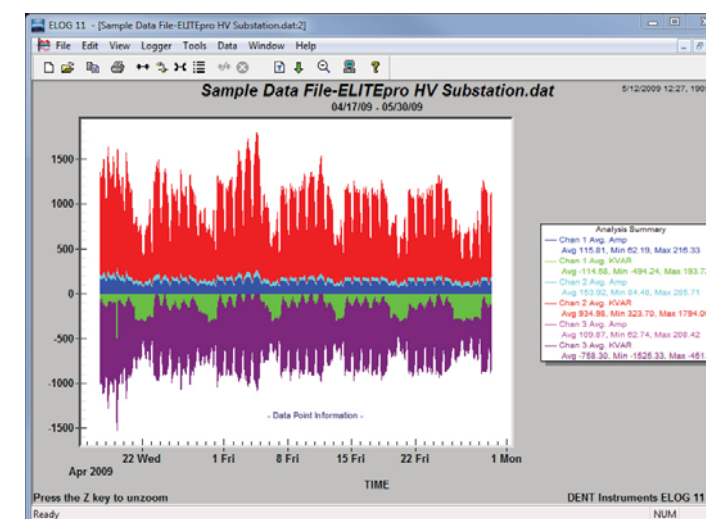 ELOG 11 - [Sample Data File-ELITEpro HV Substation.dat:2]
File Edit View Logger Tools Data Window Help
Sample Data File-ELITEpro HV Substation.dat
04/17/09 - 05/30/09
5/12/2009 12:27, 190
1500
1000
500
0
-500
-1000
-1500
Analysis Summary
Chan 1 Avg. Amp
Avg 115.81, Min 62.19, Max 216.33
Chan 1 Avg. KVAR
Avg -114.58, Min -494.24, Max 193.7
Chan 2 Avg. Amp
Avg 153.92, Min 84.48, Max 285.71
Chan 2 Avg. KVAR
Avg 934.98, Min 323.70, Max 1794.0
Chan 3 Avg. Amp
Avg 109.87, Min 62.74, Max 208.42
Chan 3 Avg. KVAR
Avg -758.30, Min -1526.33, Max -461
- Data Point Information -
22 Wed 1 Fri 8 Fri 15 Fri 22 Fri 1 Mon
Apr 2009
TIME
Press the Z key to unzoom DENT Instruments ELOG 11
Ready NUM